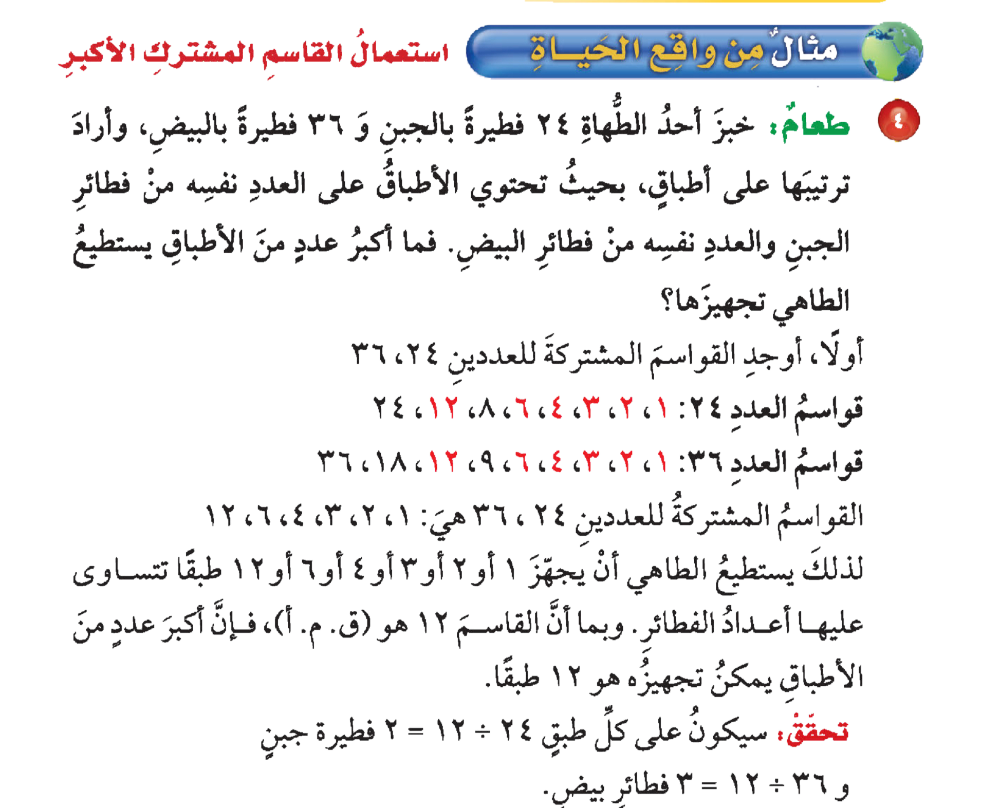 مثالٌ مِن واقِعِ الحَيــاةِ استعمالُ القاسمِ المشتركِ الأكبرِ
٤ طعامٌ: خبزَ أحدُ الطُّهاةِ ٢٤ فطيرةً بالجبنِ وَ ٣٦ فطيرةً بالبيضِ، وأرادَ
ترتيبَها على أطباقٍ، بحيثُ تحتوي الأطباقُ على العددِ نفسِه منْ فطائرِ
الجبنِ والعددِ نفسِه منْ فطائرِ البيضِ. فما أكبرُ عددٍ منَ الأطباقِ يستطيعُ
الطاهي تجهيزَها؟
أولًا، أوجدِ القواسمَ المشتركةَ للعددينِ ٢٤، ٣٦
قواسمُ العددِ ٢٤: ١، ٢، ٣، ٤، ٦، ٨، ١٢، ٢٤
قواسمُ العددِ ٣٦: ١، ٢، ٣، ٤، ٦، ٩، ١٢، ١٨، ٣٦
القواسمُ المشتركةُ للعددينِ ٢٤ ، ٣٦ هيَ: ١، ٢، ٣، ٤، ٦، ١٢
لذلكَ يستطيعُ الطاهي أنْ يجهّزَ ١ أو ٢ أو ٣ أو ٤ أو ٦ أو ١٢ طبقًا تتســاوى
عليهــا أعــدادُ الفطائرِ. وبما أنَّ القاســمَ ١٢ هو (ق. م. أ)، فــإنَّ أكبرَ عددٍ منَ
الأطباقِ يمكنُ تجهيزُه هو ١٢ طبقًا.
تحقّقْ: سيكونُ على كلِّ طبقٍ ٢٤ ÷ ١٢ = ٢ فطيرة جبنٍ
و ٣٦ ÷ ١٢ = ٣ فطائرِ بيضٍ.